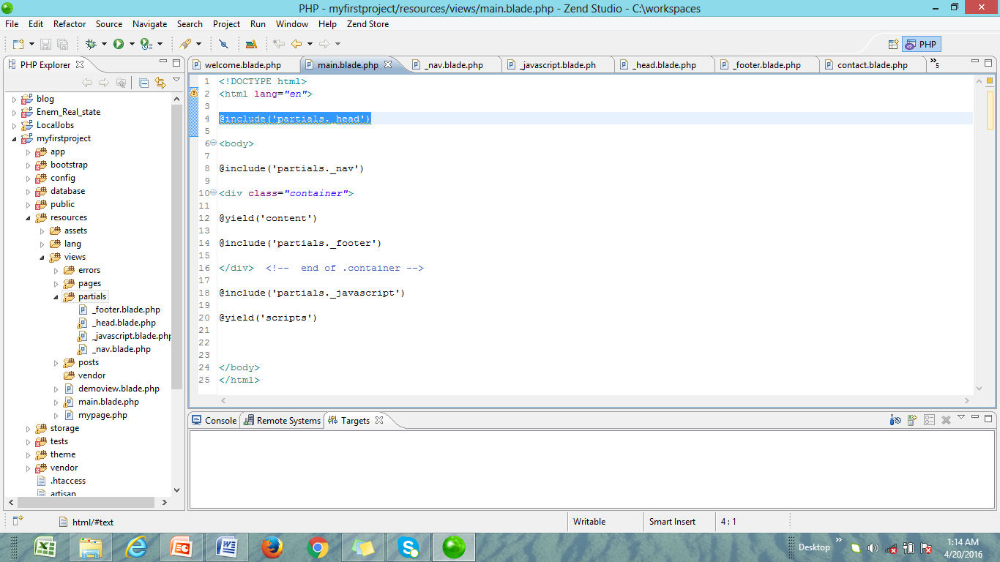 PHP - myfirstproject/resources/views/main.blade.php - Zend Studio - C:\workspaces
File Edit Refactor Source Navigate Search Project Run Window Help Zend Store
PHP
PHP Explorer
blog
Enem_Real_state
LocalJobs
myfirstproject
app
bootstrap
config
database
public
resources
assets
lang
views
errors
pages
partials
_footer.blade.php
_head.blade.php
_javascript.blade.php
_nav.blade.php
posts
vendor
demoview.blade.php
main.blade.php
mypage.php
storage
tests
theme
vendor
.htaccess
artisan
welcome.blade.php main.blade.php _nav.blade.php _javascript.blade.ph _head.blade.php _footer.blade.php contact.blade.php »5
1 <!DOCTYPE html>
2 <html lang="en">
3
4 @include('partials._head')
5
6 <body>
7
8 @include('partials._nav')
9
10 <div class="container">
11
12 @yield('content')
13
14 @include('partials._footer')
15
16 </div>  <!--  end of .container -->
17
18 @include('partials._javascript')
19
20 @yield('scripts')
21
22
23
24 </body>
25 </html>
Console Remote Systems Targets
html/#text Writable Smart Insert 4 : 1
Desktop » 1:14 AM
4/20/2016